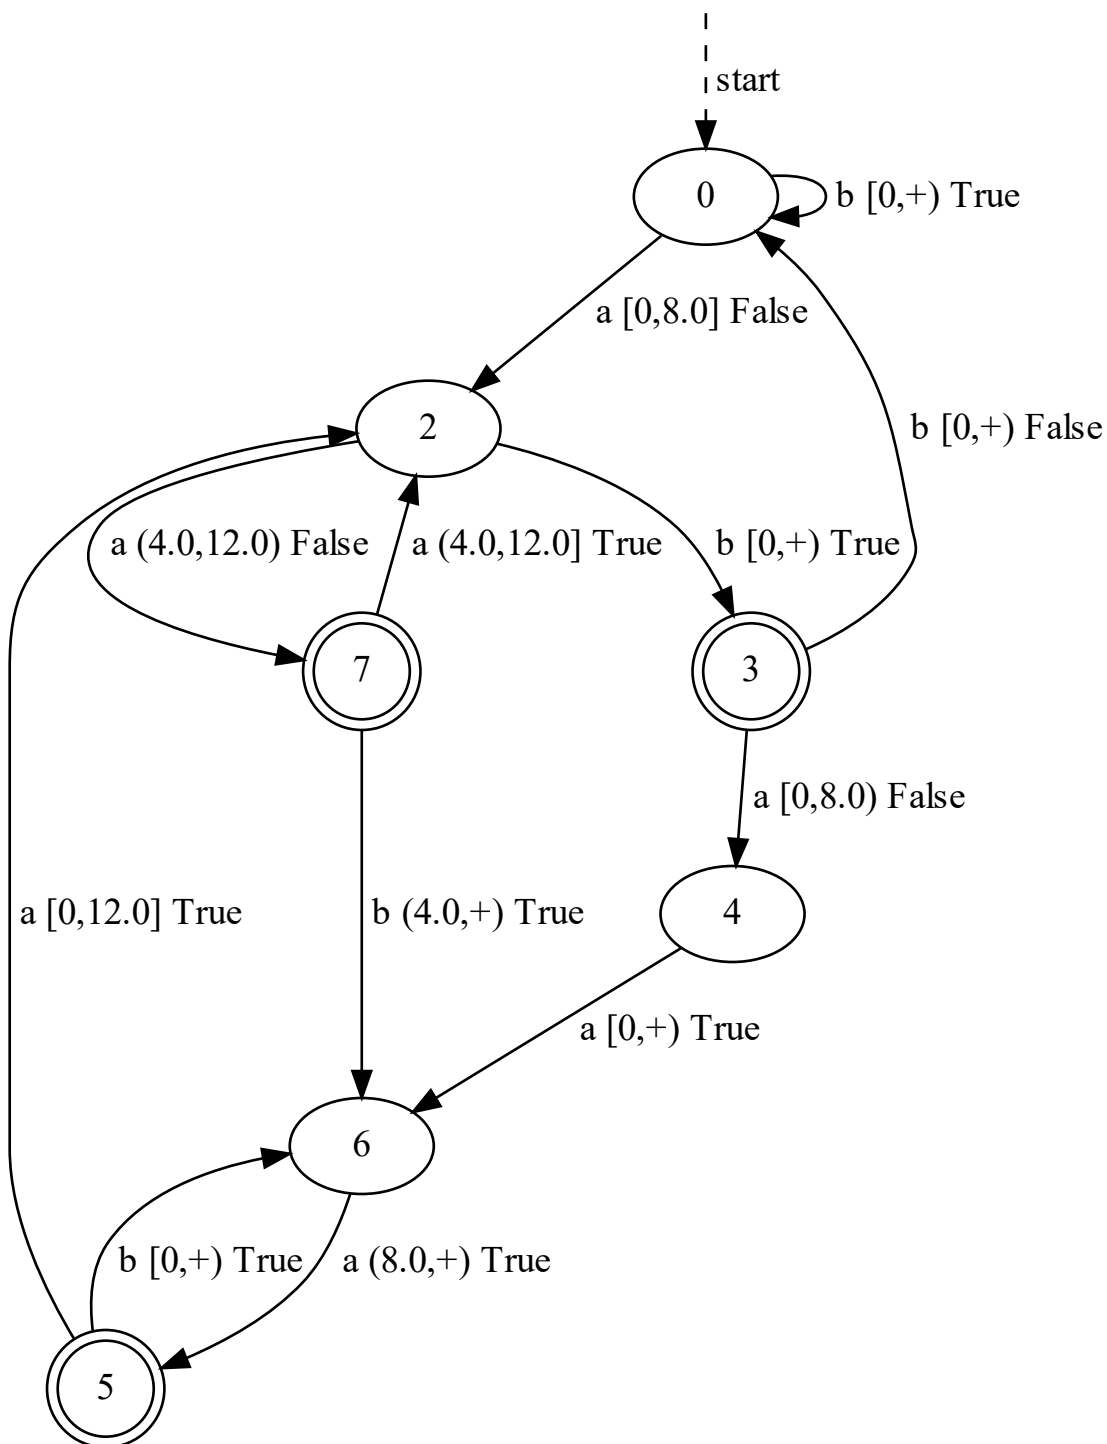 start
0
b [0,+) True
a [0,8.0] False
b [0,+) False
2
a (4.0,12.0) False
a (4.0,12.0] True
b [0,+) True
7
3
a [0,8.0) False
a [0,12.0] True
b (4.0,+) True
4
a [0,+) True
6
b [0,+) True
a (8.0,+) True
5